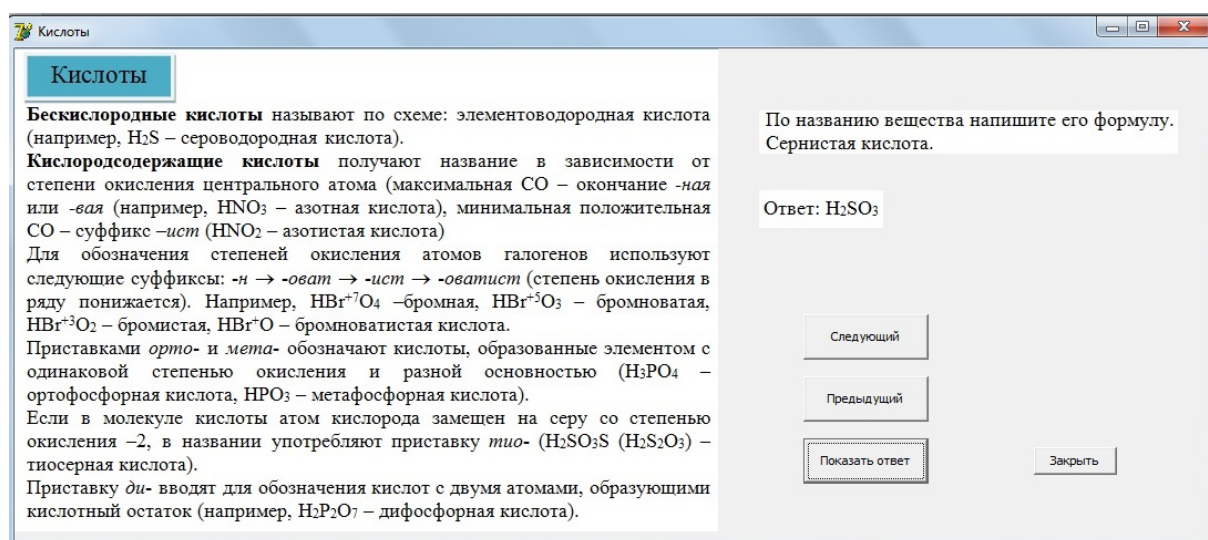 Кислоты
Кислоты
Бескислородные кислоты называют по схеме: элементоводородная кислота
(например, H₂S – сероводородная кислота).
Кислородсодержащие кислоты получают название в зависимости от
степени окисления центрального атома (максимальная СО – окончание -ная
или -вая (например, HNO₃ – азотная кислота), минимальная положительная
СО – суффикс –ист (HNO₂ – азотистая кислота)
Для обозначения степеней окисления атомов галогенов используют
следующие суффиксы: -н → -оват → -ист → -оватист (степень окисления в
ряду понижается). Например, HBr⁺⁷O₄ –бромная, HBr⁺⁵O₃ – бромноватая,
HBr⁺³O₂ – бромистая, HBr⁺O – бромноватистая кислота.
Приставками орто- и мета- обозначают кислоты, образованные элементом с
одинаковой степенью окисления и разной основностью (H₃PO₄ –
ортофосфорная кислота, HPO₃ – метафосфорная кислота).
Если в молекуле кислоты атом кислорода замещен на серу со степенью
окисления –2, в названии употребляют приставку тио- (H₂SO₃S (H₂S₂O₃) –
тиосерная кислота).
Приставку ди- вводят для обозначения кислот с двумя атомами, образующими
кислотный остаток (например, H₂P₂O₇ – дифосфорная кислота).
По названию вещества напишите его формулу.
Сернистая кислота.
Ответ: H₂SO₃
Следующий
Предыдущий
Показать ответ
Закрыть